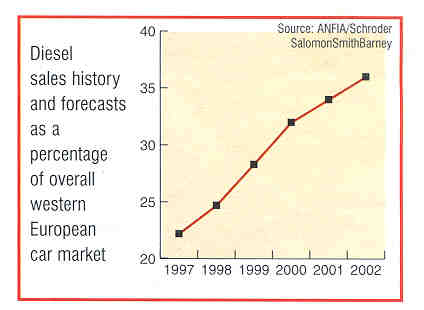 Source: ANFIA/Schroder
SalomonSmithBarney
Diesel
sales history
and forecasts
as a
percentage
of overall
western
European
car market
40
35
30
25
20
1997 1998 1999 2000 2001 2002